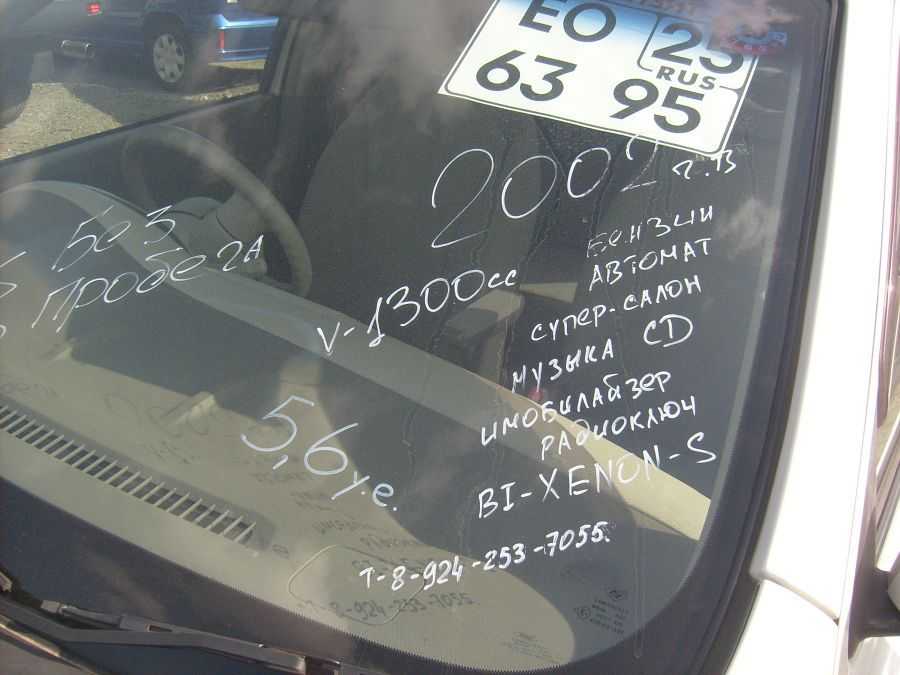 ЕО 25
RUS
63 95
2002 г.в
Без
Пробега
V-1300cc
Бензин
Автомат
супер-салон
музыка CD
имобилайзер
радиоключ
BI-XENON-S
5,6 у.е.
Т-8-924-253-7055.